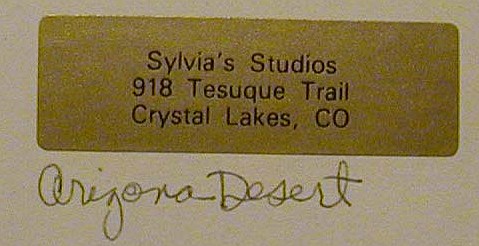 Sylvia's Studios
918 Tesuque Trail
Crystal Lakes, CO
Arizona Desert